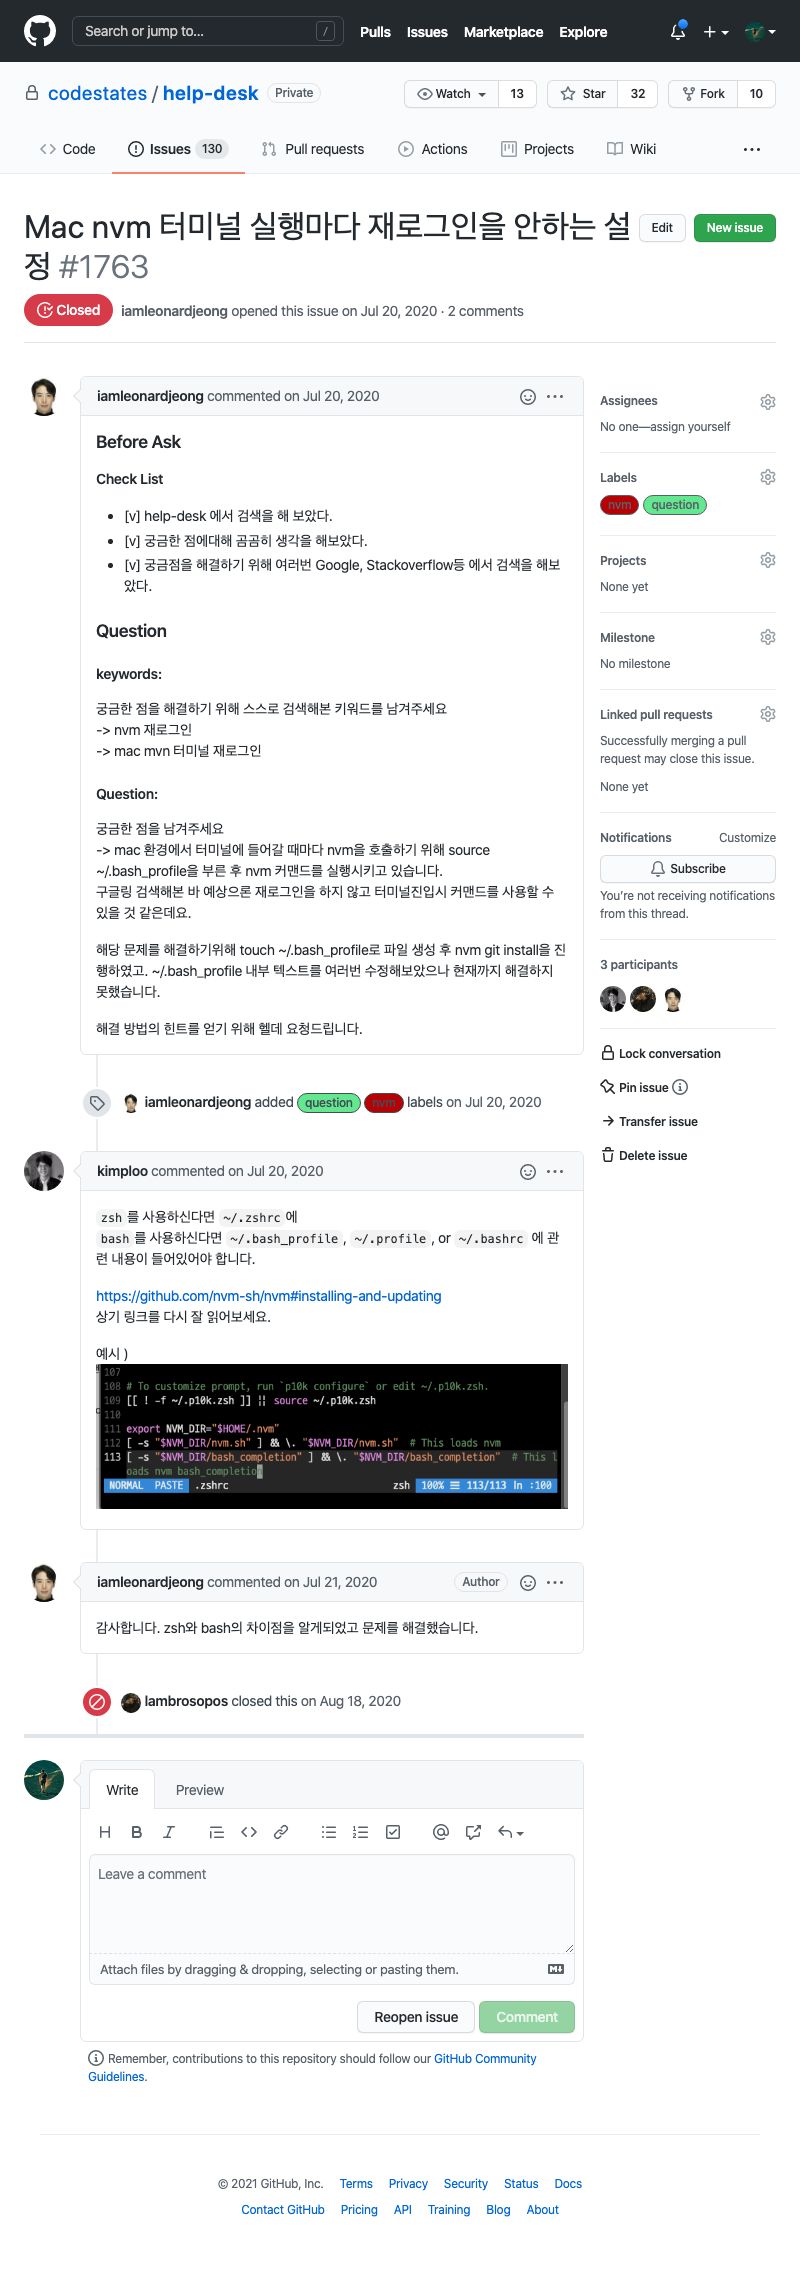 Search or jump to... /
Pulls Issues Marketplace Explore
codestates / help-desk Private
Watch 13 Star 32 Fork 10
Code Issues 130 Pull requests Actions Projects Wiki ...
Mac nvm 터미널 실행마다 재로그인을 안하는 설
정 #1763
Edit New issue
Closed iamleonardjeong opened this issue on Jul 20, 2020 · 2 comments
iamleonardjeong commented on Jul 20, 2020
Before Ask
Check List
• [v] help-desk 에서 검색을 해 보았다.
• [v] 궁금한 점에대해 곰곰히 생각을 해보았다.
• [v] 궁금점을 해결하기 위해 여러번 Google, Stackoverflow등 에서 검색을 해보
았다.
Question
keywords:
궁금한 점을 해결하기 위해 스스로 검색해본 키워드를 남겨주세요
-> nvm 재로그인
-> mac mvn 터미널 재로그인
Question:
궁금한 점을 남겨주세요
-> mac 환경에서 터미널에 들어갈 때마다 nvm을 호출하기 위해 source
~/.bash_profile을 부른 후 nvm 커맨드를 실행시키고 있습니다.
구글링 검색해본 바 예상으론 재로그인을 하지 않고 터미널진입시 커맨드를 사용할 수
있을 것 같은데요.
해당 문제를 해결하기위해 touch ~/.bash_profile로 파일 생성 후 nvm git install을 진
행하였고. ~/.bash_profile 내부 텍스트를 여러번 수정해보았으나 현재까지 해결하지
못했습니다.
해결 방법의 힌트를 얻기 위해 헬데 요청드립니다.
iamleonardjeong added question nvm labels on Jul 20, 2020
kimploo commented on Jul 20, 2020
zsh 를 사용하신다면 ~/.zshrc 에
bash 를 사용하신다면 ~/.bash_profile , ~/.profile , or ~/.bashrc 에 관
련 내용이 들어있어야 합니다.
https://github.com/nvm-sh/nvm#installing-and-updating
상기 링크를 다시 잘 읽어보세요.
예시 )
107
108 # To customize prompt, run `p10k configure` or edit ~/.p10k.zsh.
109 [[ ! -f ~/.p10k.zsh ]] || source ~/.p10k.zsh
110
111 export NVM_DIR="$HOME/.nvm"
112 [ -s "$NVM_DIR/nvm.sh" ] && \. "$NVM_DIR/nvm.sh" # This loads nvm
113 [ -s "$NVM_DIR/bash_completion" ] && \. "$NVM_DIR/bash_completion" # This l
oads nvm bash_completion
NORMAL PASTE .zshrc zsh 100% ☰ 113/113 ln :100
iamleonardjeong commented on Jul 21, 2020 Author
감사합니다. zsh와 bash의 차이점을 알게되었고 문제를 해결했습니다.
lambrosopos closed this on Aug 18, 2020
Write Preview
Leave a comment
Attach files by dragging & dropping, selecting or pasting them.
Reopen issue Comment
Remember, contributions to this repository should follow our GitHub Community
Guidelines.
Assignees
No one—assign yourself
Labels
nvm question
Projects
None yet
Milestone
No milestone
Linked pull requests
Successfully merging a pull
request may close this issue.
None yet
Notifications Customize
Subscribe
You're not receiving notifications
from this thread.
3 participants
Lock conversation
Pin issue
Transfer issue
Delete issue
© 2021 GitHub, Inc. Terms Privacy Security Status Docs
Contact GitHub Pricing API Training Blog About